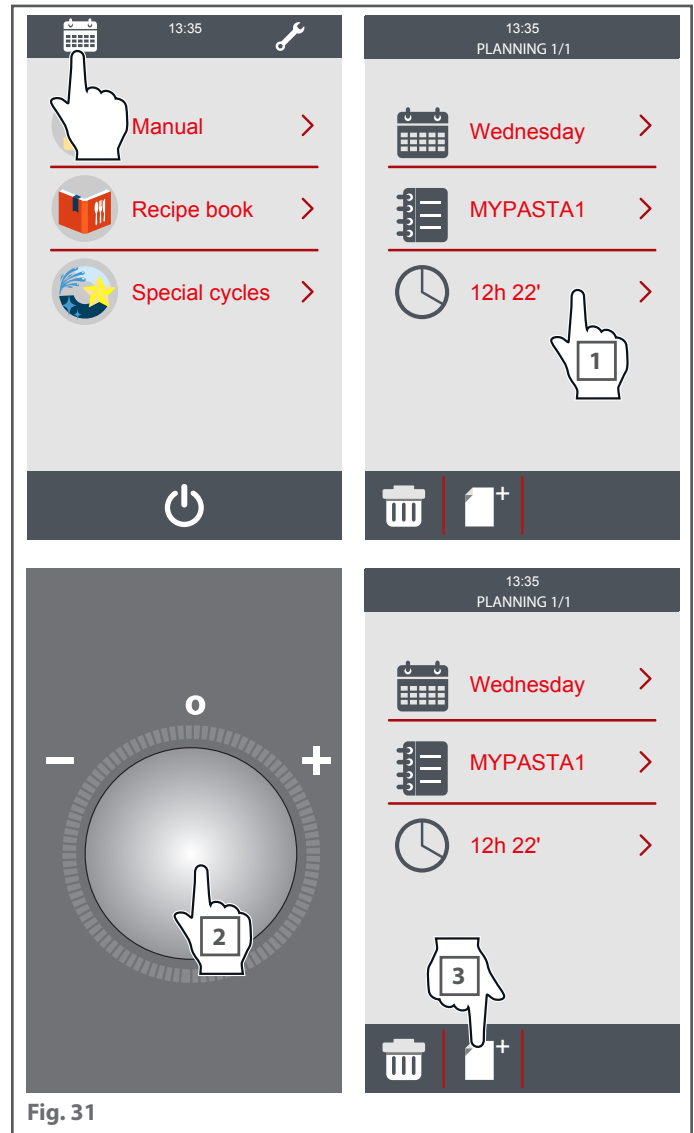 13:35
Manual
Recipe book
Special cycles
13:35
PLANNING 1/1
Wednesday
MYPASTA1
12h 22'
1
+
o
− +
2
13:35
PLANNING 1/1
Wednesday
MYPASTA1
12h 22'
3
+
Fig. 31